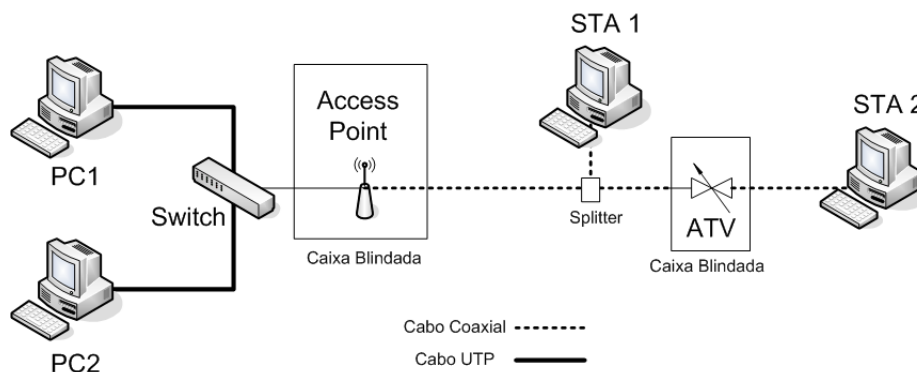 STA 1
Access
Point
STA 2
PC1
Switch
Splitter
ATV
Caixa Blindada
Caixa Blindada
Cabo Coaxial
Cabo UTP
PC2